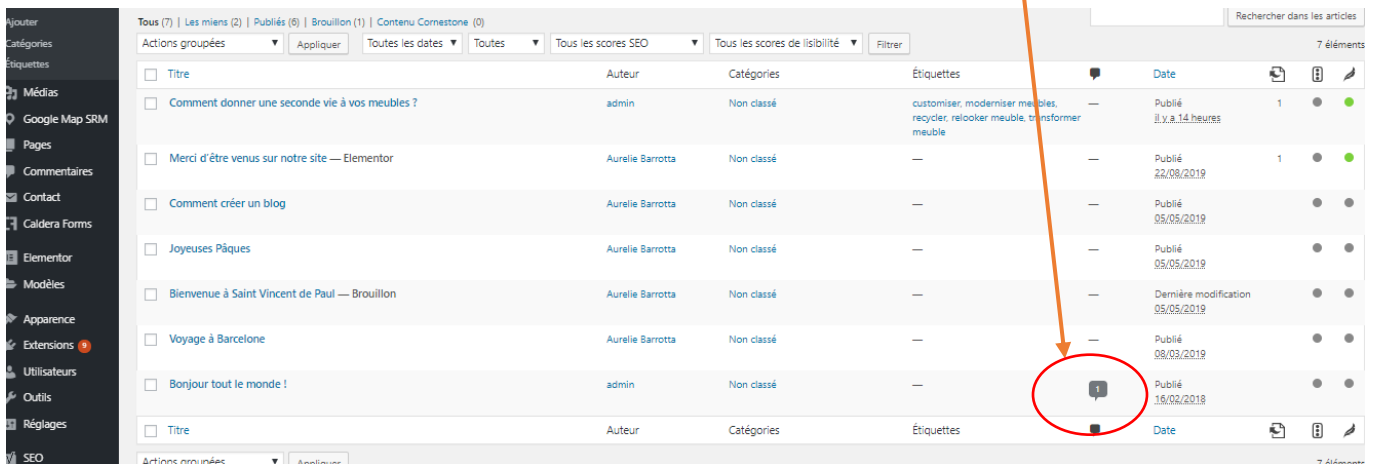 Ajouter
Catégories
Étiquettes
Médias
Google Map SRM
Pages
Commentaires
Contact
Caldera Forms
Elementor
Modèles
Apparence
Extensions 9
Utilisateurs
Outils
Réglages
SEO
Tous (7) | Les miens (2) | Publiés (6) | Brouillon (1) | Contenu Cornestone (0)
Rechercher dans les articles
Actions groupées Appliquer Toutes les dates Toutes Tous les scores SEO Tous les scores de lisibilité Filtrer 7 éléments
Titre Auteur Catégories Étiquettes Date
Comment donner une seconde vie à vos meubles ? admin Non classé customiser, moderniser meubles, — Publié 1
recycler, relooker meuble, transformer il y a 14 heures
meuble
Merci d'être venus sur notre site — Elementor Aurelie Barrotta Non classé — — Publié 1
22/08/2019
Comment créer un blog Aurelie Barrotta Non classé — — Publié
05/05/2019
Joyeuses Pâques Aurelie Barrotta Non classé — — Publié
05/05/2019
Bienvenue à Saint Vincent de Paul — Brouillon Aurelie Barrotta Non classé — — Dernière modification
05/05/2019
Voyage à Barcelone Aurelie Barrotta Non classé — — Publié
08/03/2019
Bonjour tout le monde ! admin Non classé — 1 Publié
16/02/2018
Titre Auteur Catégories Étiquettes Date
Actions groupées Appliquer 7 éléments